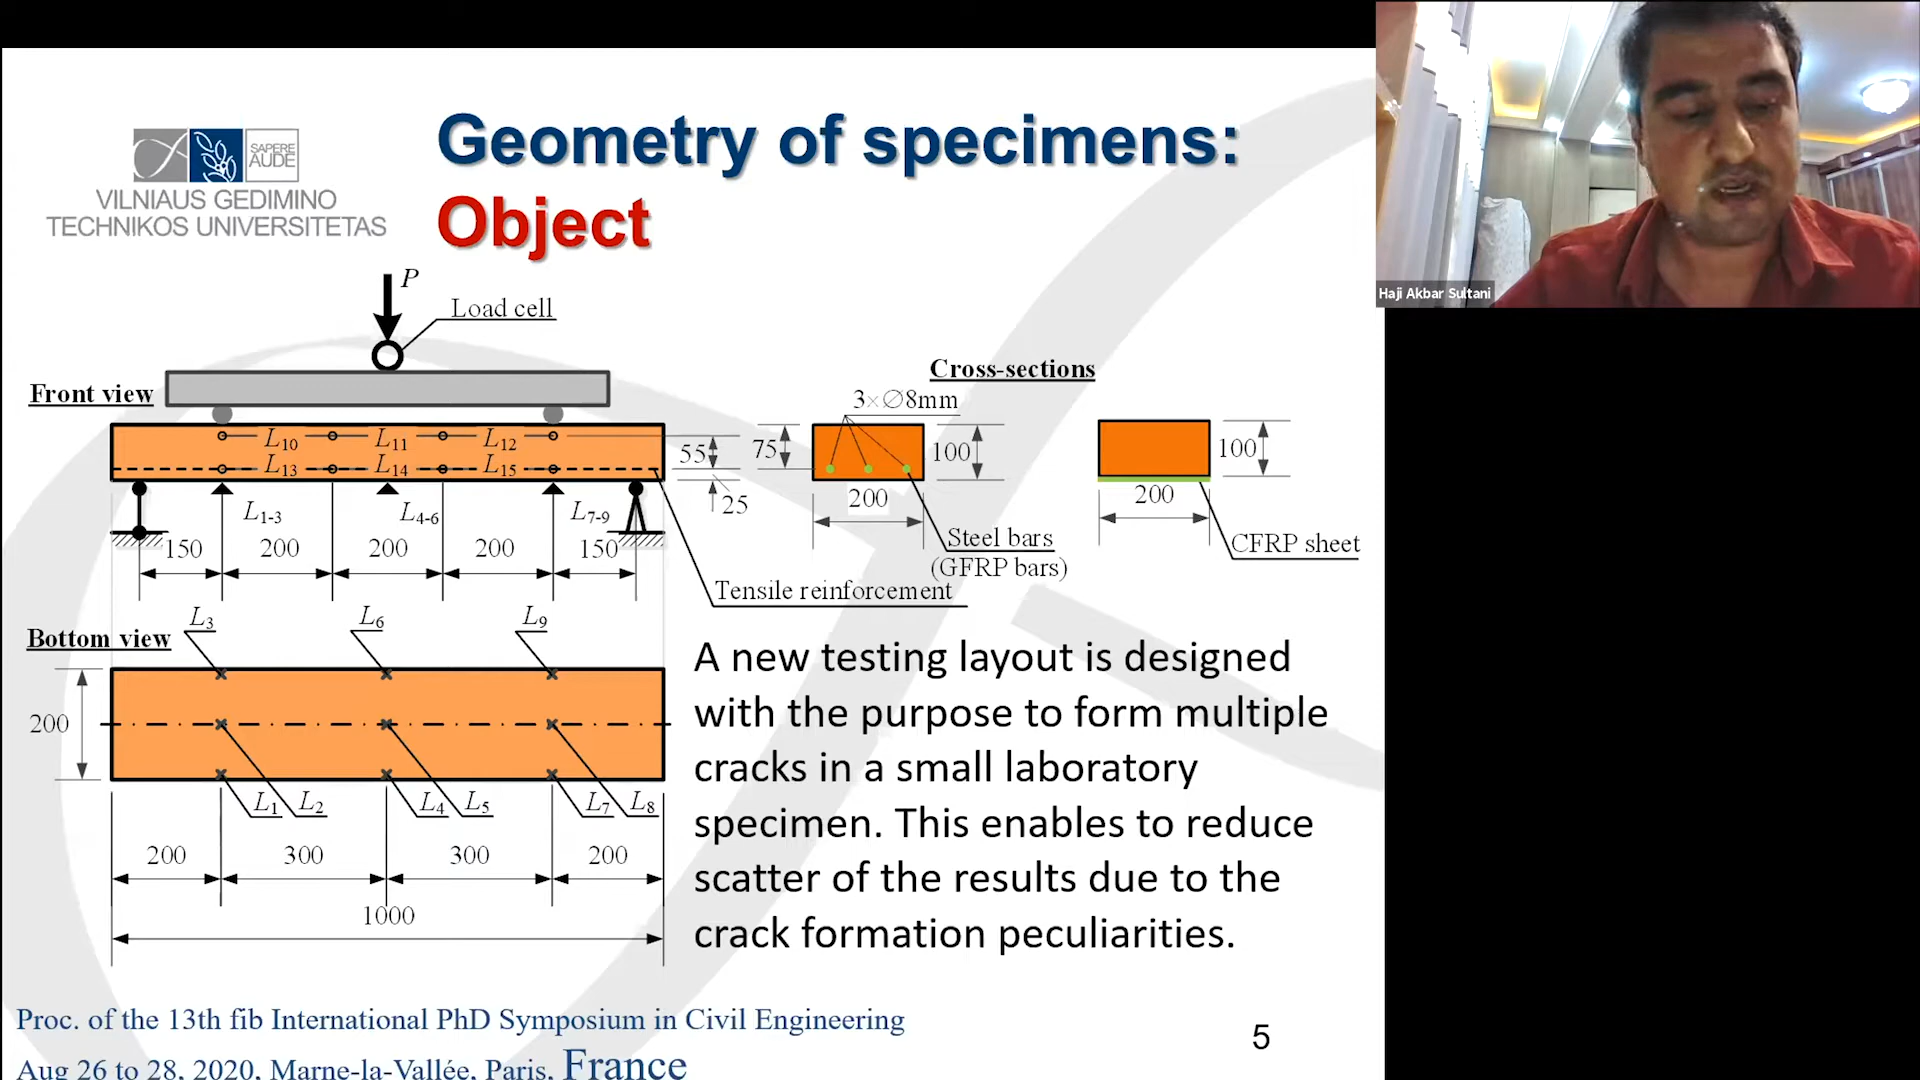 Geometry of specimens:
Object
SAPERE
AUDE
VILNIAUS GEDIMINO
TECHNIKOS UNIVERSITETAS
Haji Akbar Sultani
P
Load cell
Front view
L10 L11 L12
L13 L14 L15
55
25
L1-3 L4-6 L7-9
150 200 200 200 150
Tensile reinforcement
Cross-sections
3×∅8mm
75
100
200
Steel bars
(GFRP bars)
100
200
CFRP sheet
Bottom view
L3 L6 L9
200
L1 L2 L4 L5 L7 L8
200 300 300 200
1000
A new testing layout is designed
with the purpose to form multiple
cracks in a small laboratory
specimen. This enables to reduce
scatter of the results due to the
crack formation peculiarities.
Proc. of the 13th fib International PhD Symposium in Civil Engineering
Aug 26 to 28, 2020, Marne-la-Vallée, Paris, France
5